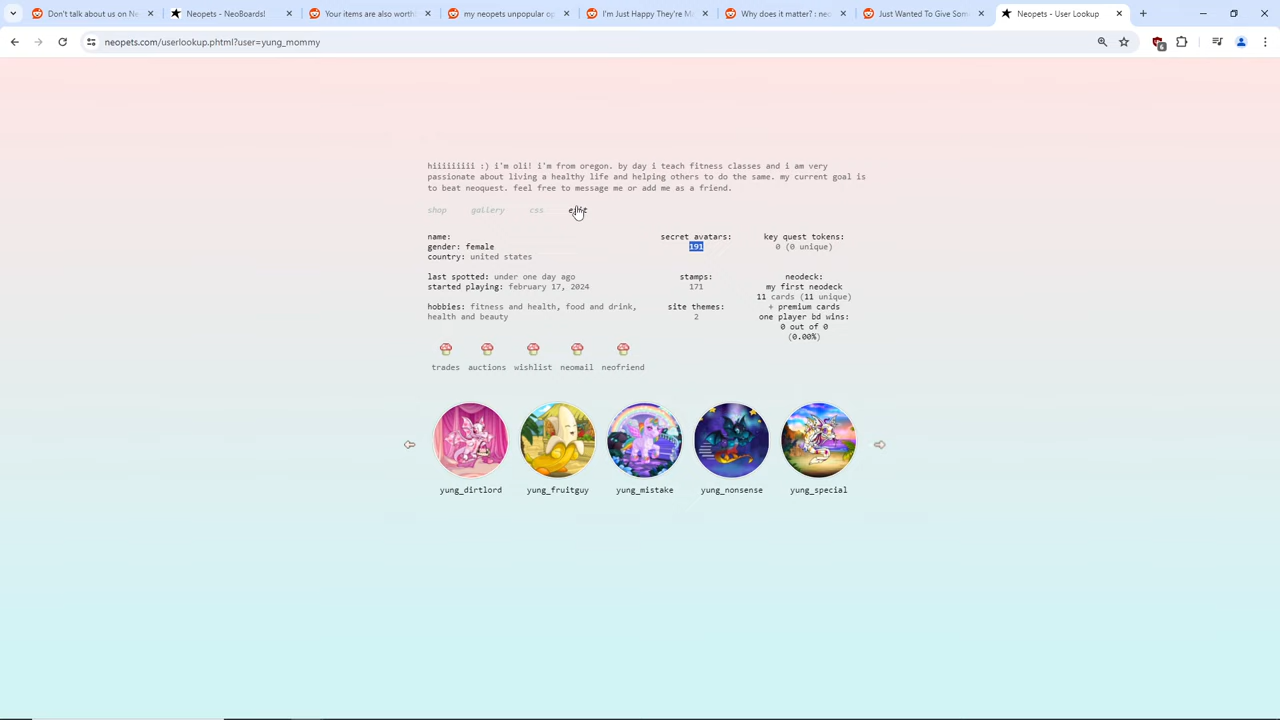 Don't talk about us on Ne
Neopets - NeoBoards!
Your items are also worth
my neopets unpopular op
I'm Just Happy They're Ma
Why does it matter? : neo
Just Wanted To Give Som
Neopets - User Lookup
neopets.com/userlookup.phtml?user=yung_mommy
6
hiiiiiiiii :) i'm oli! i'm from oregon. by day i teach fitness classes and i am very
passionate about living a healthy life and helping others to do the same. my current goal is
to beat neoquest. feel free to message me or add me as a friend.
shop gallery css
name:
gender: female
country: united states
last spotted: under one day ago
started playing: february 17, 2024
hobbies: fitness and health, food and drink,
health and beauty
secret avatars:
191
stamps:
171
site themes:
2
key quest tokens:
0 (0 unique)
neodeck:
my first neodeck
11 cards (11 unique)
+ premium cards
one player bd wins:
0 out of 0
(0.00%)
trades auctions wishlist neomail neofriend
yung_dirtlord yung_fruitguy yung_mistake yung_nonsense yung_special